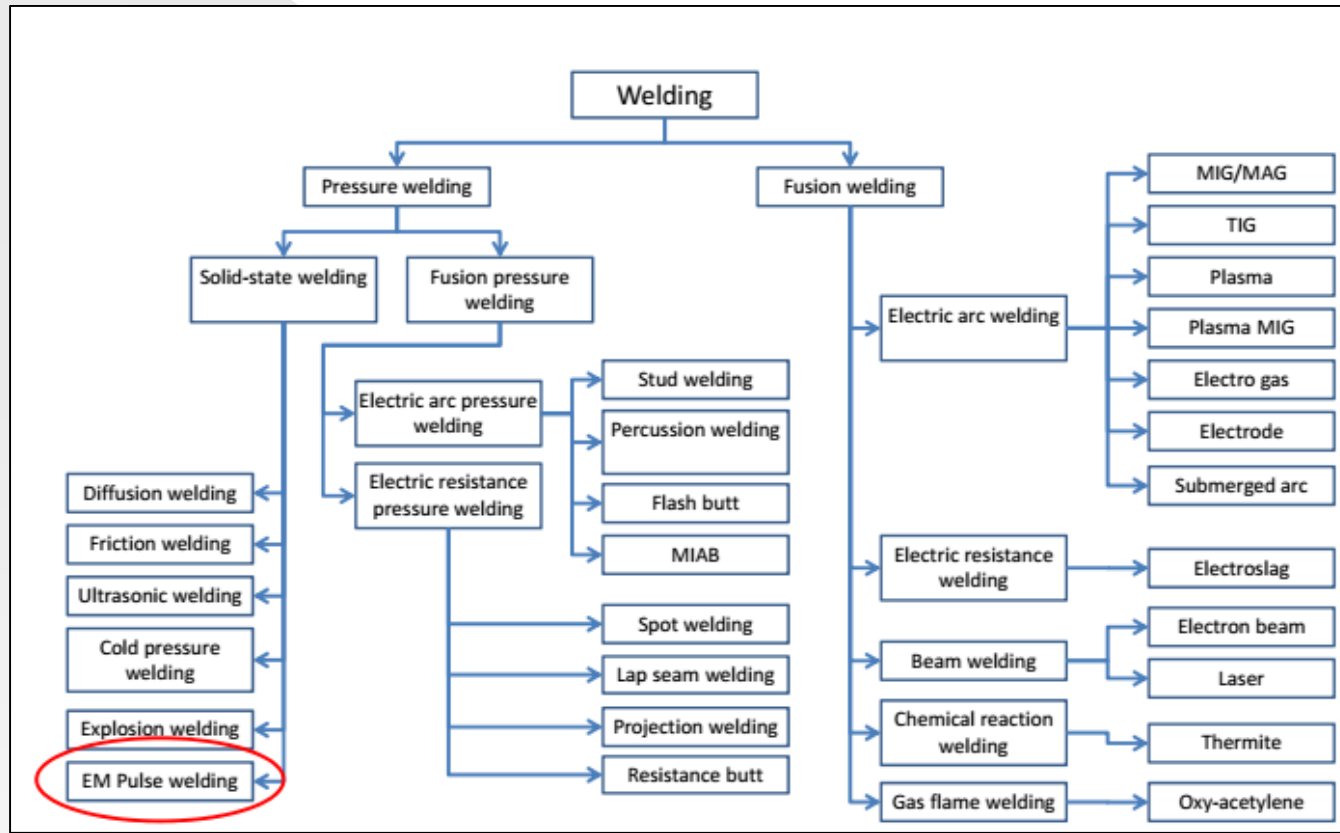 Welding
Pressure welding
Fusion welding
Solid-state welding
Fusion pressure
welding
Electric arc pressure
welding
Electric resistance
pressure welding
Diffusion welding
Friction welding
Ultrasonic welding
Cold pressure
welding
Explosion welding
EM Pulse welding
Stud welding
Percussion welding
Flash butt
MIAB
Spot welding
Lap seam welding
Projection welding
Resistance butt
Electric arc welding
Electric resistance
welding
Beam welding
Chemical reaction
welding
Gas flame welding
MIG/MAG
TIG
Plasma
Plasma MIG
Electro gas
Electrode
Submerged arc
Electroslag
Electron beam
Laser
Thermite
Oxy-acetylene